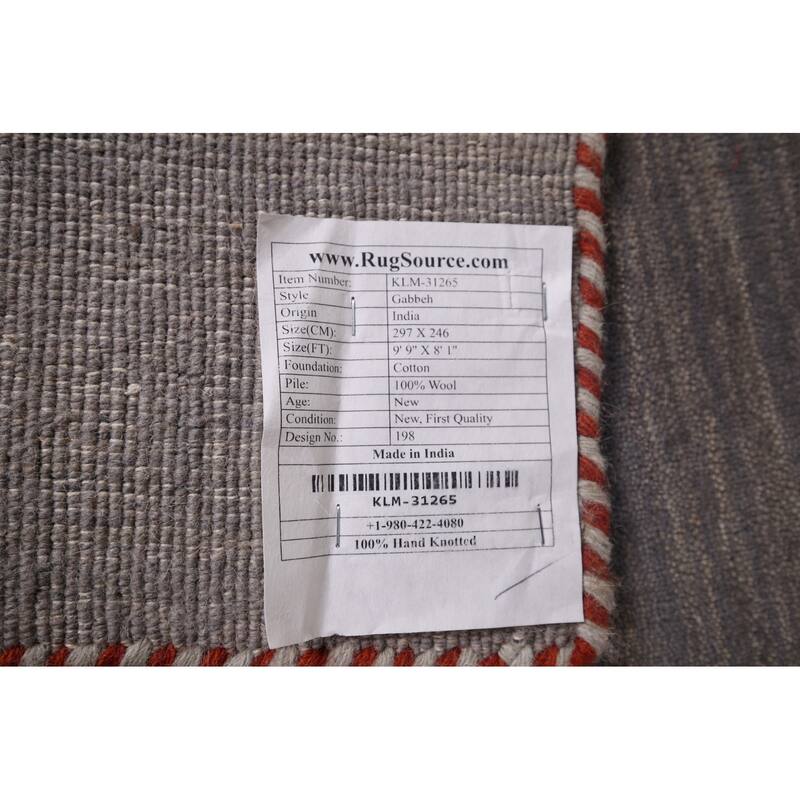 www.RugSource.com
Item Number: KLM-31265
Style Gabbeh
Origin India
Size(CM): 297 X 246
Size(FT): 9' 9" X 8' 1"
Foundation: Cotton
Pile: 100% Wool
Age: New
Condition: New, First Quality
Design No.: 198
Made in India
KLM-31265
+1-980-422-4080
100% Hand Knotted